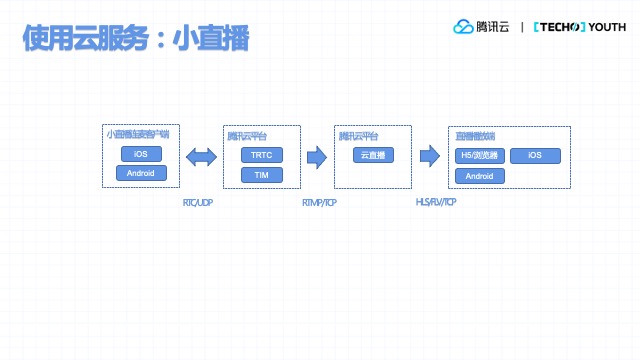 使用云服务：小直播
腾讯云 | [TECHO] YOUTH
小直播连麦客户端
iOS
Android
腾讯云平台
TRTC
TIM
腾讯云平台
云直播
直播播放端
H5/浏览器
iOS
Android
RTC/UDP
RTMP/TCP
HLS/FLV/TCP